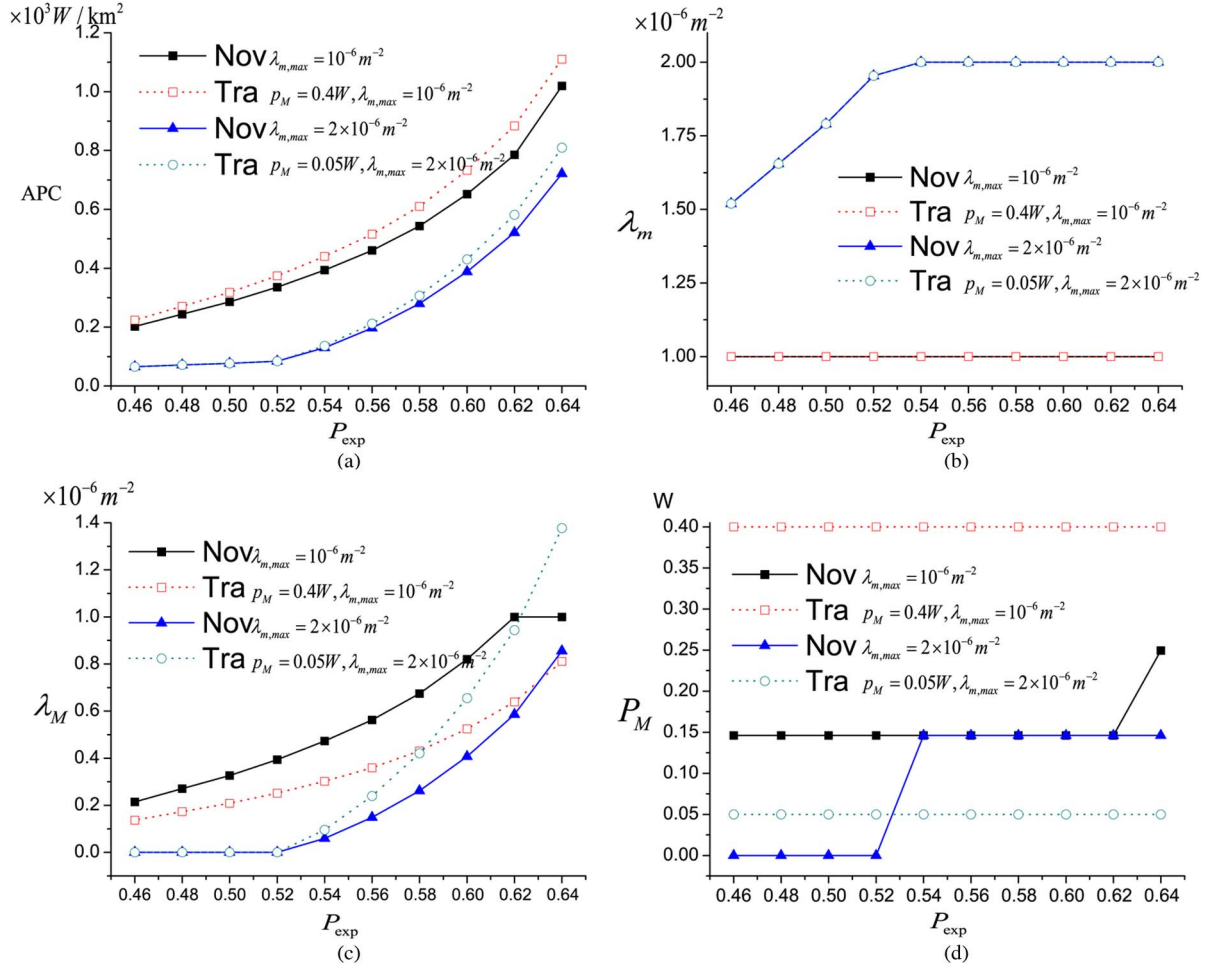 ×10³W / km²
1.2
1.0
0.8
0.6
0.4
0.2
0.0
APC
Nov λm,max = 10⁻⁶ m⁻²
Tra pM = 0.4W, λm,max = 10⁻⁶ m⁻²
Nov λm,max = 2×10⁻⁶ m⁻²
Tra pM = 0.05W, λm,max = 2×10⁻⁶ m⁻²
0.46 0.48 0.50 0.52 0.54 0.56 0.58 0.60 0.62 0.64
Pexp
(a)
×10⁻⁶ m⁻²
2.00
1.75
1.50
1.25
1.00
λm
Nov λm,max = 10⁻⁶ m⁻²
Tra pM = 0.4W, λm,max = 10⁻⁶ m⁻²
Nov λm,max = 2×10⁻⁶ m⁻²
Tra pM = 0.05W, λm,max = 2×10⁻⁶ m⁻²
0.46 0.48 0.50 0.52 0.54 0.56 0.58 0.60 0.62 0.64
Pexp
(b)
×10⁻⁶ m⁻²
1.4
1.2
1.0
0.8
0.6
0.4
0.2
0.0
λM
Nov λm,max = 10⁻⁶ m⁻²
Tra pM = 0.4W, λm,max = 10⁻⁶ m⁻²
Nov λm,max = 2×10⁻⁶ m⁻²
Tra pM = 0.05W, λm,max = 2×10⁻⁶ m⁻²
0.46 0.48 0.50 0.52 0.54 0.56 0.58 0.60 0.62 0.64
Pexp
(c)
W
0.40
0.35
0.30
0.25
0.20
0.15
0.10
0.05
0.00
PM
Nov λm,max = 10⁻⁶ m⁻²
Tra pM = 0.4W, λm,max = 10⁻⁶ m⁻²
Nov λm,max = 2×10⁻⁶ m⁻²
Tra pM = 0.05W, λm,max = 2×10⁻⁶ m⁻²
0.46 0.48 0.50 0.52 0.54 0.56 0.58 0.60 0.62 0.64
Pexp
(d)